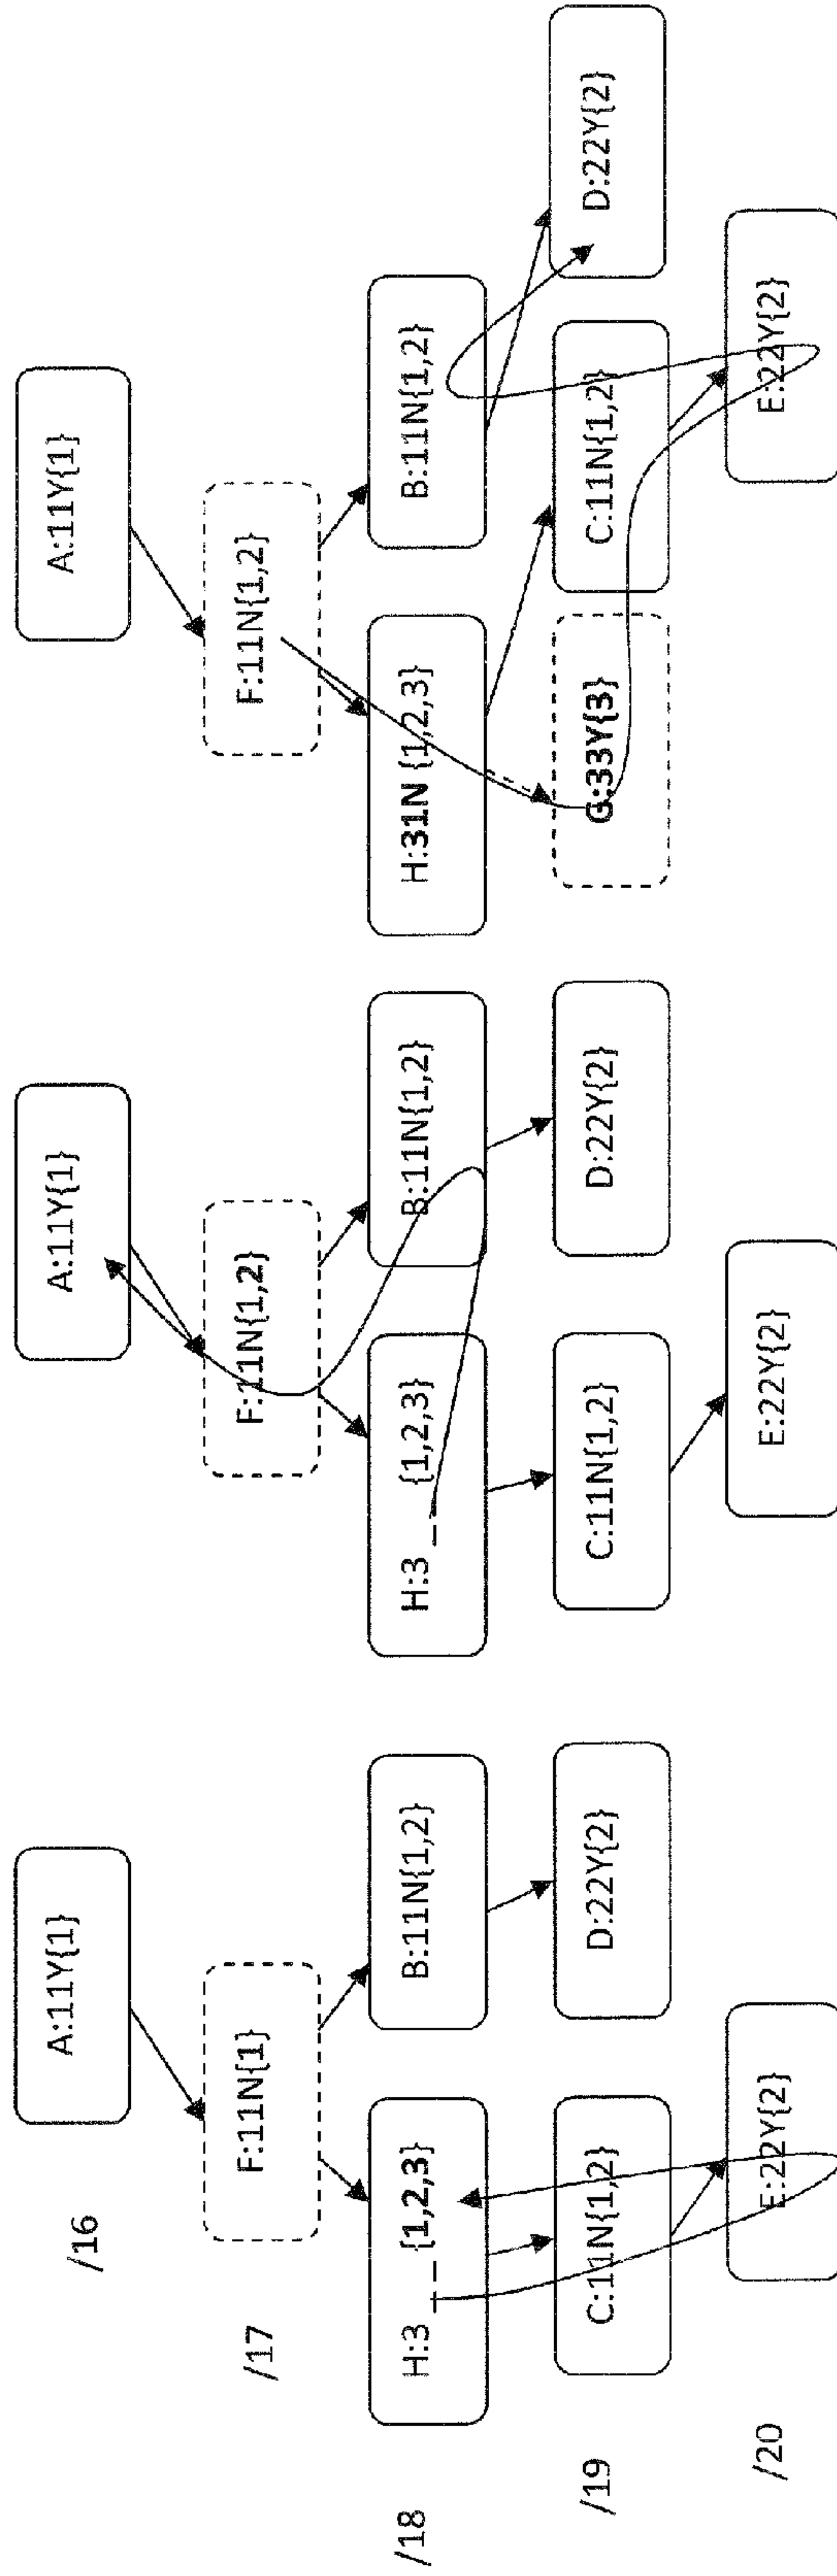 /16
A:11Y{1}
A:11Y{1}
A:11Y{1}
/17
F:11N{1}
F:11N{1,2}
F:11N{1,2}
/18
H:3__{1,2,3}
B:11N{1,2}
H:3__{1,2,3}
B:11N{1,2}
H:31N {1,2,3}
B:11N{1,2}
/19
C:11N{1,2}
D:22Y{2}
C:11N{1,2}
D:22Y{2}
G:33Y{3}
C:11N{1,2}
D:22Y{2}
/20
E:22Y{2}
E:22Y{2}
E:22Y{2}